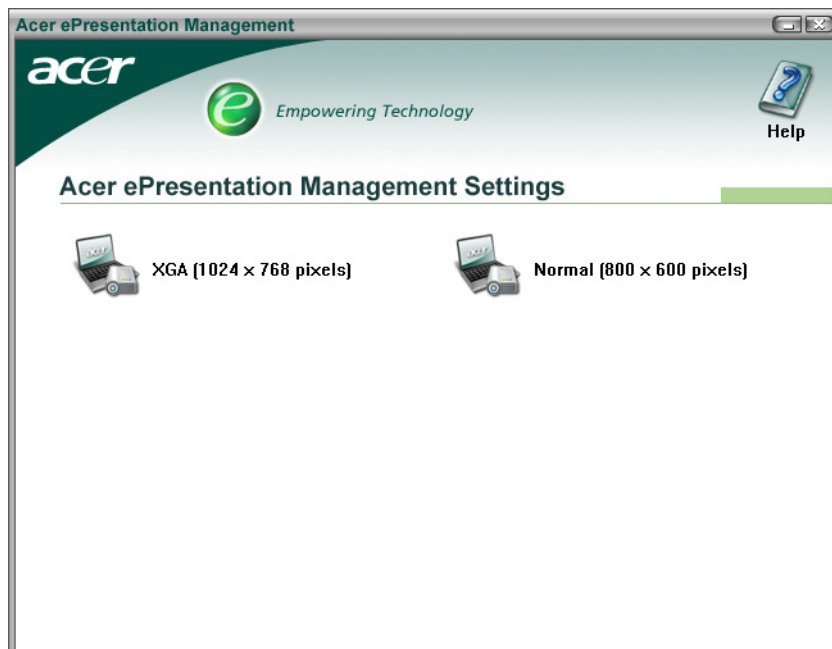 Acer ePresentation Management
acer
e Empowering Technology
Help
Acer ePresentation Management Settings
XGA (1024 x 768 pixels)
Normal (800 x 600 pixels)